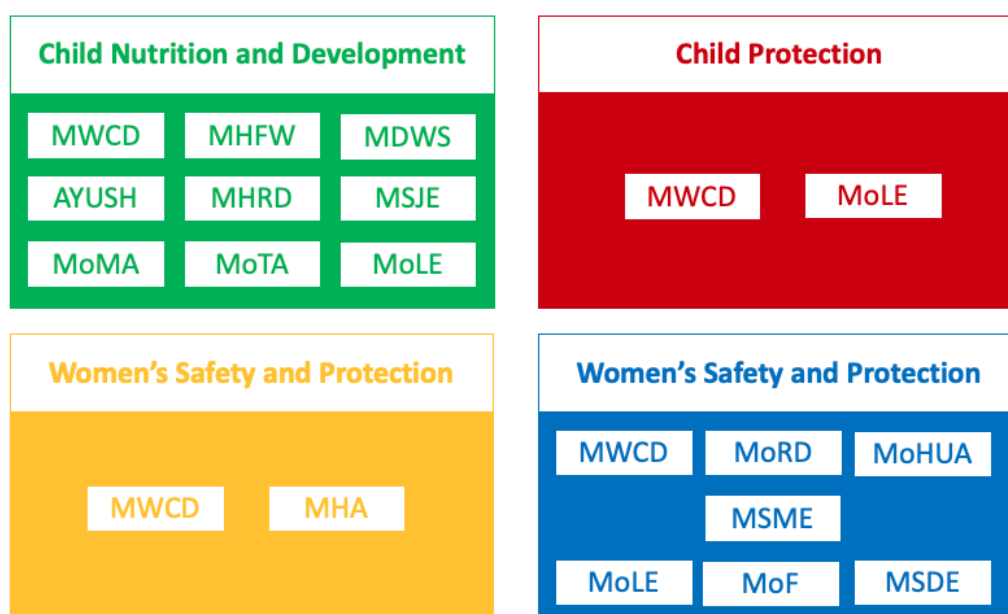 Child Nutrition and Development
MWCD MHFW MDWS
AYUSH MHRD MSJE
MoMA MoTA MoLE
Child Protection
MWCD MoLE
Women's Safety and Protection
MWCD MHA
Women's Safety and Protection
MWCD MoRD MoHUA
MSME
MoLE MoF MSDE